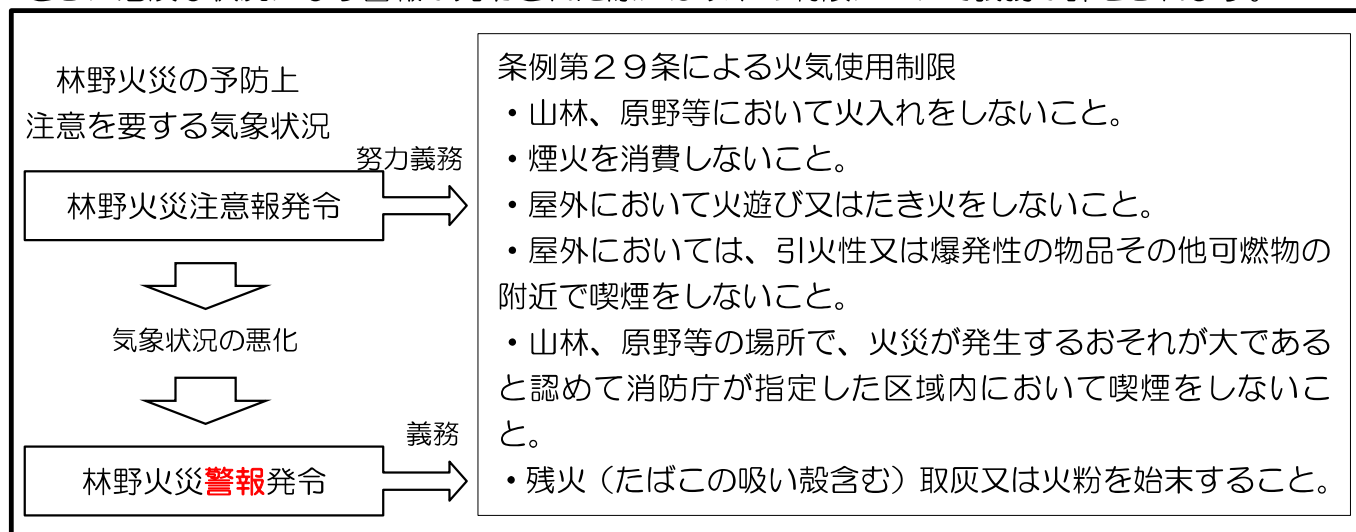 林野火災の予防上
注意を要する気象状況
努力義務
林野火災注意報発令
気象状況の悪化
義務
林野火災警報発令
条例第２９条による火気使用制限
・山林、原野等において火入れをしないこと。
・煙火を消費しないこと。
・屋外において火遊び又はたき火をしないこと。
・屋外においては、引火性又は爆発性の物品その他可燃物の
附近で喫煙をしないこと。
・山林、原野等の場所で、火災が発生するおそれが大である
と認めて消防庁が指定した区域内において喫煙をしないこ
と。
・残火（たばこの吸い殻含む）取灰又は火粉を始末すること。